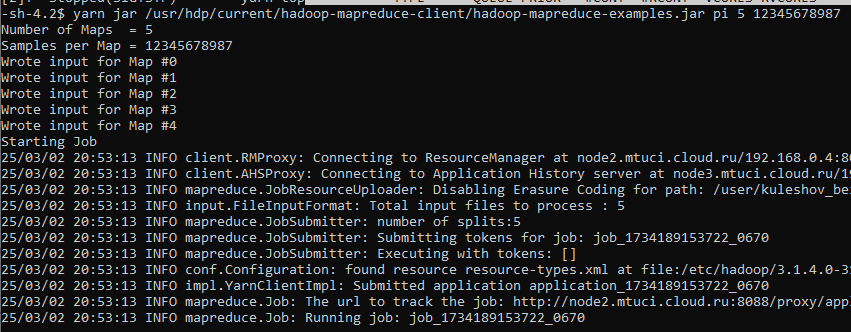 -sh-4.2$ yarn jar /usr/hdp/current/hadoop-mapreduce-client/hadoop-mapreduce-examples.jar pi 5 12345678987
Number of Maps  = 5
Samples per Map = 12345678987
Wrote input for Map #0
Wrote input for Map #1
Wrote input for Map #2
Wrote input for Map #3
Wrote input for Map #4
Starting Job
25/03/02 20:53:13 INFO client.RMProxy: Connecting to ResourceManager at node2.mtuci.cloud.ru/192.168.0.4:80
25/03/02 20:53:13 INFO client.AHSProxy: Connecting to Application History server at node3.mtuci.cloud.ru/19
25/03/02 20:53:13 INFO mapreduce.JobResourceUploader: Disabling Erasure Coding for path: /user/kuleshov_be
25/03/02 20:53:13 INFO input.FileInputFormat: Total input files to process : 5
25/03/02 20:53:13 INFO mapreduce.JobSubmitter: number of splits:5
25/03/02 20:53:13 INFO mapreduce.JobSubmitter: Submitting tokens for job: job_1734189153722_0670
25/03/02 20:53:13 INFO mapreduce.JobSubmitter: Executing with tokens: []
25/03/02 20:53:13 INFO conf.Configuration: found resource resource-types.xml at file:/etc/hadoop/3.1.4.0-31
25/03/02 20:53:13 INFO impl.YarnClientImpl: Submitted application application_1734189153722_0670
25/03/02 20:53:13 INFO mapreduce.Job: The url to track the job: http://node2.mtuci.cloud.ru:8088/proxy/appl
25/03/02 20:53:13 INFO mapreduce.Job: Running job: job_1734189153722_0670